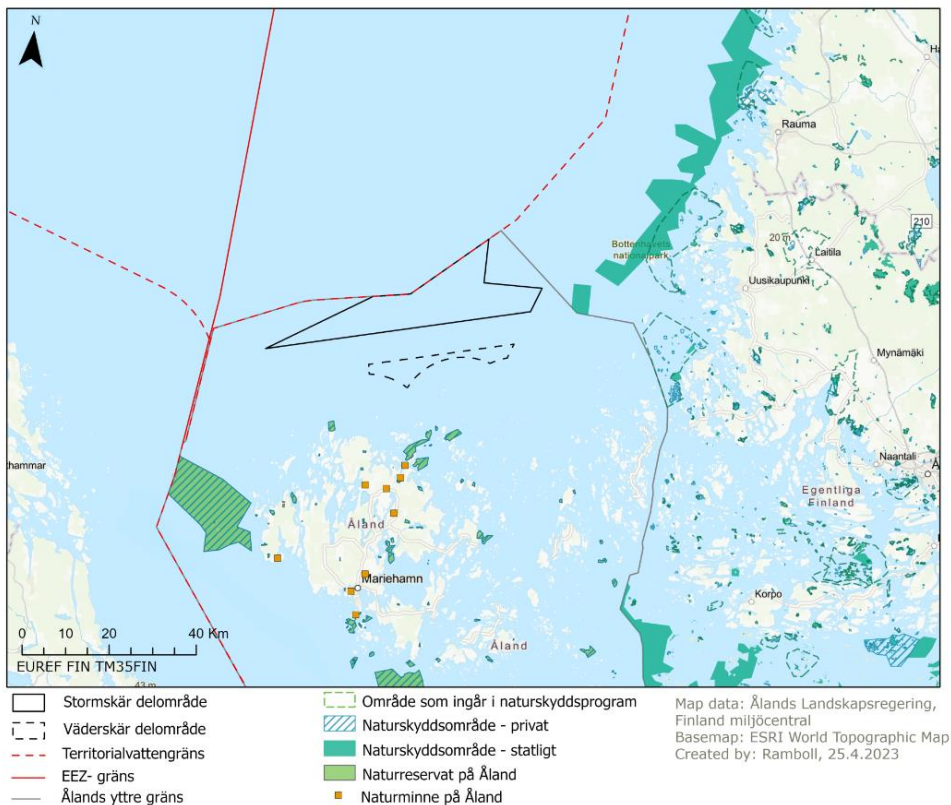 N
Rauma
210
20 m
Bottenhavets
nationalpark
Laitila
Uusikaupunki
Mynämäki
Naantali
Egentliga
Finland
Korpo
thammar
Åland
Mariehamn
Åland
0 10 20 40 Km
EUREF FIN TM35FIN
43 m
Stormskär delområde
Väderskär delområde
Territorialvattengräns
EEZ- gräns
Ålands yttre gräns
Område som ingår i naturskyddsprogram
Naturskyddsområde - privat
Naturskyddsområde - statligt
Naturreservat på Åland
Naturminne på Åland
Map data: Ålands Landskapsregering,
Finland miljöcentral
Basemap: ESRI World Topographic Map
Created by: Ramboll, 25.4.2023